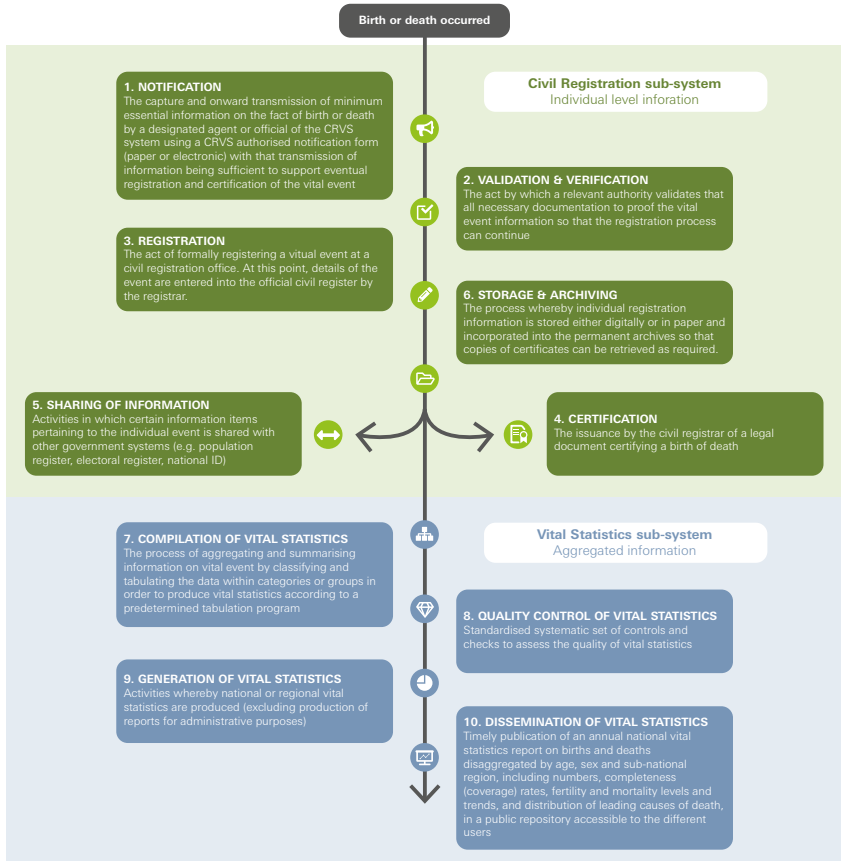 Birth or death occurred
1. NOTIFICATION
The capture and onward transmission of minimum
essential information on the fact of birth or death
by a designated agent or official of the CRVS
system using a CRVS authorised notification form
(paper or electronic) with that transmission of
information being sufficient to support eventual
registration and certification of the vital event
Civil Registration sub-system
Individual level inforation
2. VALIDATION & VERIFICATION
The act by which a relevant authority validates that
all necessary documentation to proof the vital
event information so that the registration process
can continue
3. REGISTRATION
The act of formally registering a vitual event at a
civil registration office. At this point, details of the
event are entered into the official civil register by
the registrar.
6. STORAGE & ARCHIVING
The process whereby individual registration
information is stored either digitally or in paper and
incorporated into the permanent archives so that
copies of certificates can be retrieved as required.
5. SHARING OF INFORMATION
Activities in which certain information items
pertaining to the individual event is shared with
other government systems (e.g. population
register, electoral register, national ID)
4. CERTIFICATION
The issuance by the civil registrar of a legal
document certifying a birth of death
7. COMPILATION OF VITAL STATISTICS
The process of aggregating and summarising
information on vital event by classifying and
tabulating the data within categories or groups in
order to produce vital statistics according to a
predetermined tabulation program
Vital Statistics sub-system
Aggregated information
8. QUALITY CONTROL OF VITAL STATISTICS
Standardised systematic set of controls and
checks to assess the quality of vital statistics
9. GENERATION OF VITAL STATISTICS
Activities whereby national or regional vital
statistics are produced (excluding production of
reports for administrative purposes)
10. DISSEMINATION OF VITAL STATISTICS
Timely publication of an annual national vital
statistics report on births and deaths
disaggregated by age, sex and sub-national
region, including numbers, completeness
(coverage) rates, fertility and mortality levels and
trends, and distribution of leading causes of death,
in a public repository accessible to the different
users